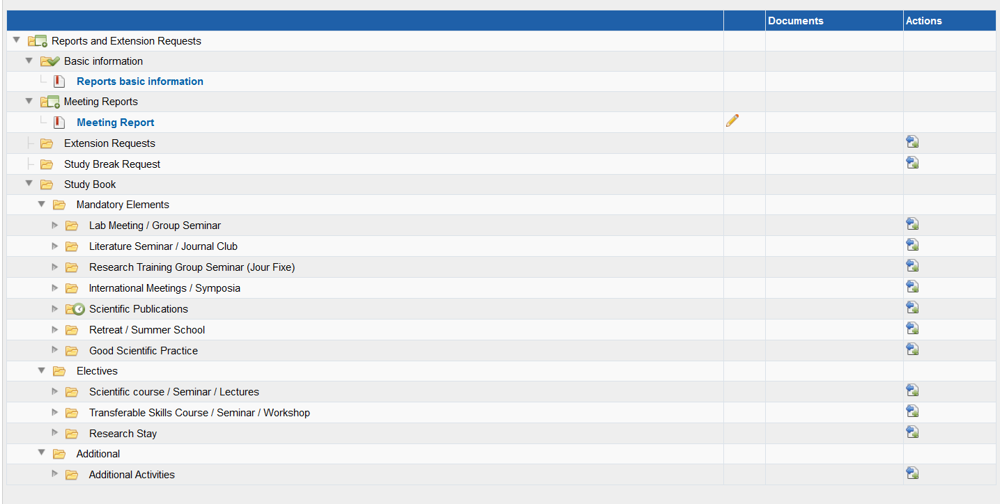 Documents Actions
Reports and Extension Requests
Basic information
Reports basic information
Meeting Reports
Meeting Report
Extension Requests
Study Break Request
Study Book
Mandatory Elements
Lab Meeting / Group Seminar
Literature Seminar / Journal Club
Research Training Group Seminar (Jour Fixe)
International Meetings / Symposia
Scientific Publications
Retreat / Summer School
Good Scientific Practice
Electives
Scientific course / Seminar / Lectures
Transferable Skills Course / Seminar / Workshop
Research Stay
Additional
Additional Activities